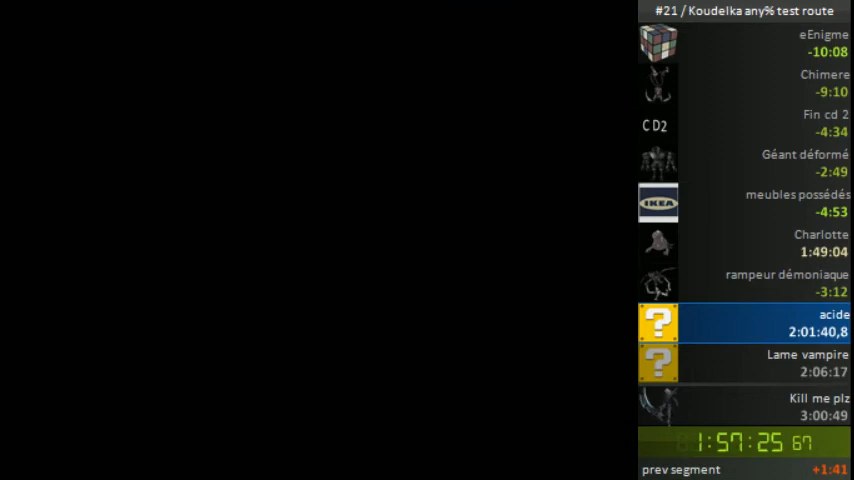 #21 / Koudelka any% test route
eEnigme
-10:08
Chimere
-9:10
CD2
Fin cd 2
-4:34
Géant déformé
-2:49
IKEA
meubles possédés
-4:53
Charlotte
1:49:04
rampeur démoniaque
-3:12
?
acide
2:01:40,8
?
Lame vampire
2:06:17
Kill me plz
3:00:49
1:57:25 67
prev segment +1:41